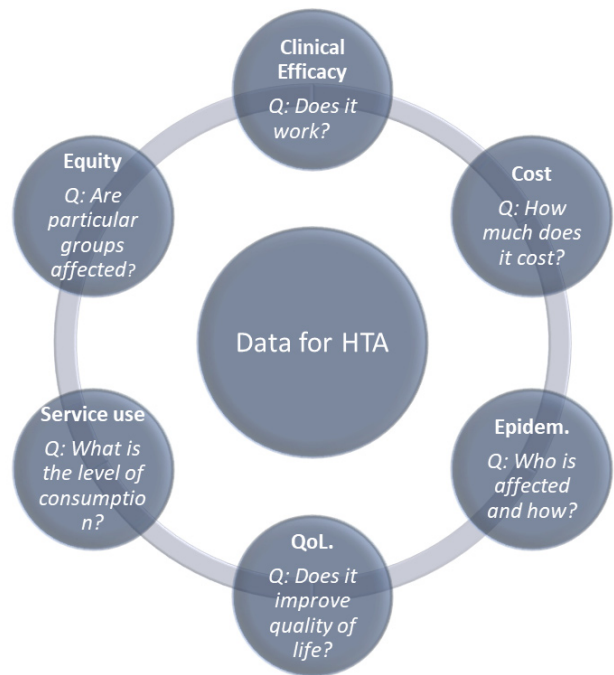 Clinical
Efficacy
Q: Does it
work?
Cost
Q: How
much does
it cost?
Epidem.
Q: Who is
affected
and how?
QoL.
Q: Does it
improve
quality of
life?
Service use
Q: What is
the level of
consumptio
n?
Equity
Q: Are
particular
groups
affected?
Data for HTA